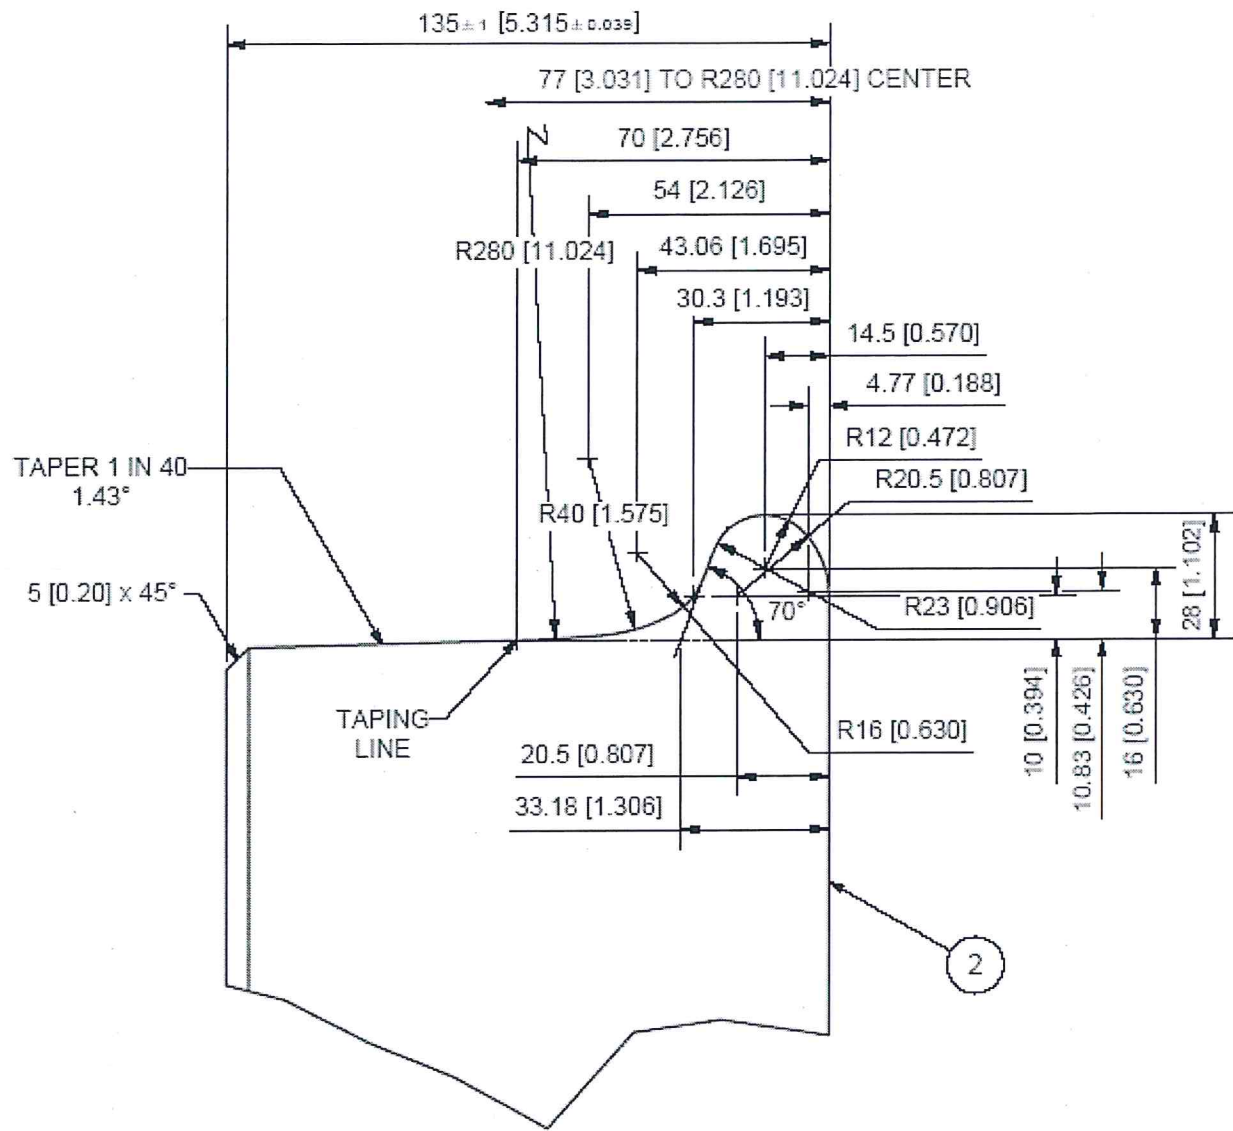 135±1 [5.315±0.039]
77 [3.031] TO R280 [11.024] CENTER
70 [2.756]
54 [2.126]
R280 [11.024]
43.06 [1.695]
30.3 [1.193]
14.5 [0.570]
4.77 [0.188]
R12 [0.472]
R20.5 [0.807]
TAPER 1 IN 40
1.43°
R40 [1.575]
5 [0.20] x 45°
70°
R23 [0.906]
28 [1.102]
TAPING
LINE
R16 [0.630]
10 [0.394]
10.83 [0.426]
16 [0.630]
20.5 [0.807]
33.18 [1.306]
2